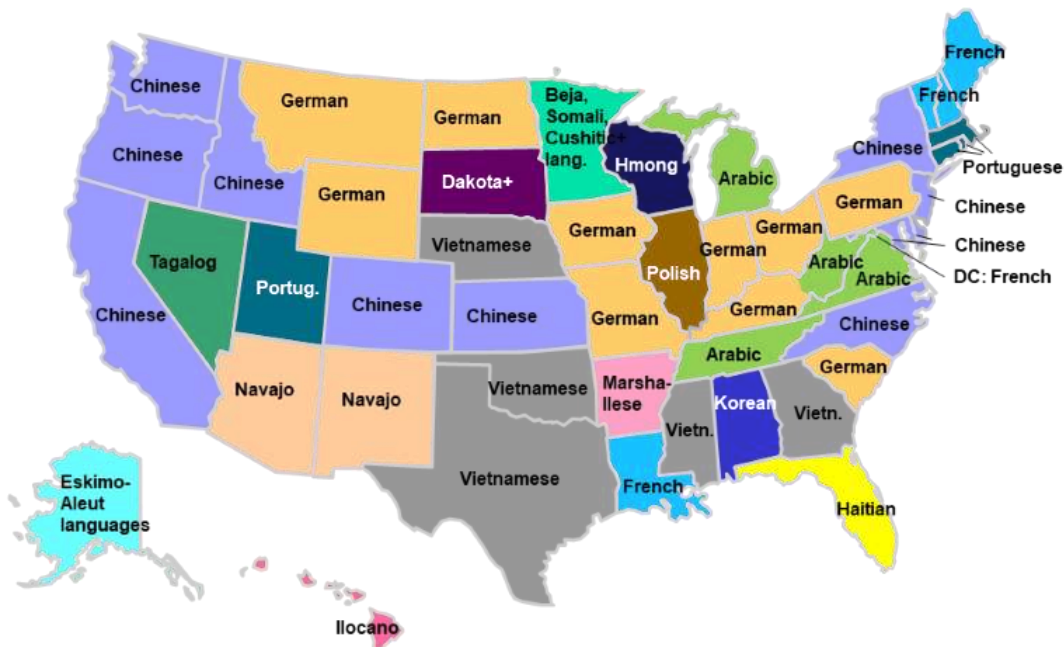 French
Chinese
German
German
Beja,
Somali,
Cushitic+
lang.
French
Chinese
Chinese
Hmong
Arabic
Chinese
Portuguese
Dakota+
German
German
Chinese
Vietnamese
German
German
German
Chinese
Tagalog
Polish
Arabic
Arabic
DC: French
Portug.
Chinese
Chinese
Chinese
German
German
Chinese
Arabic
German
Navajo
Navajo
Vietnamese
Marsha-
llese
Korean
Vietn.
Vietn.
Vietnamese
French
Haitian
Eskimo-
Aleut
languages
Ilocano